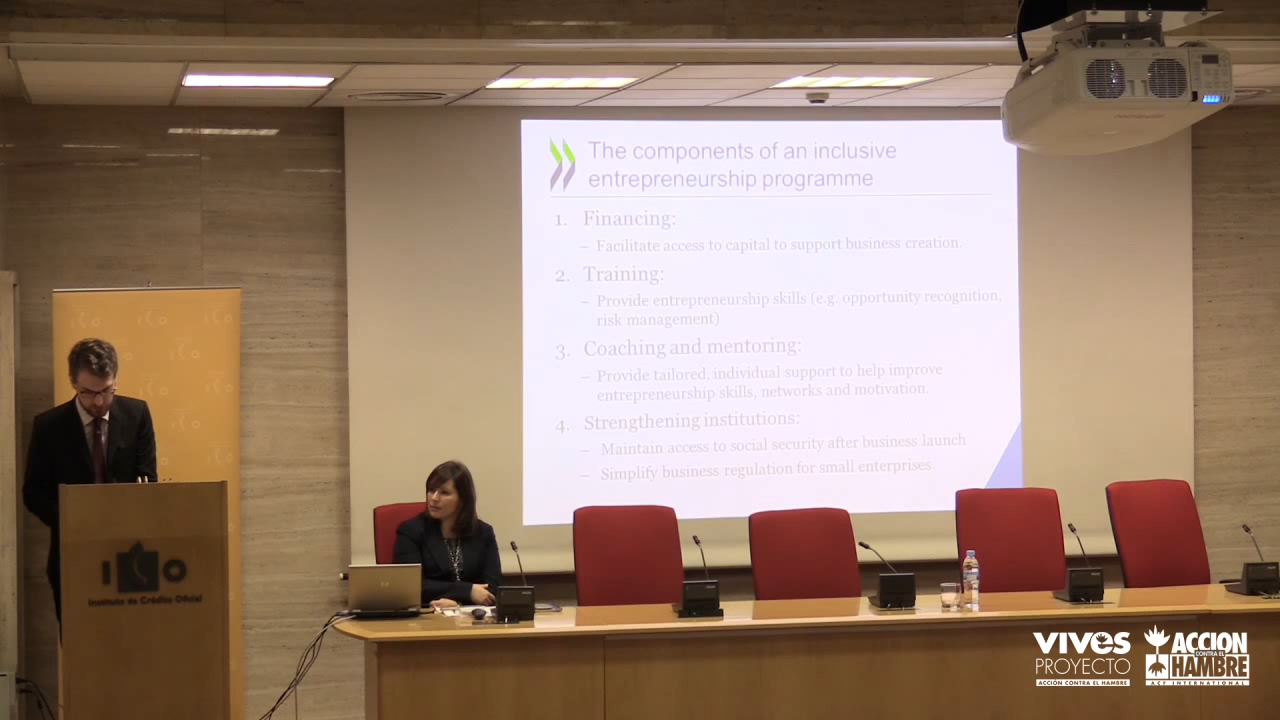 The components of an inclusive
entrepreneurship programme
1. Financing:
– Facilitate access to capital to support business creation.
2. Training:
– Provide entrepreneurship skills (e.g. opportunity recognition,
risk management)
3. Coaching and mentoring:
– Provide tailored, individual support to help improve
entrepreneurship skills, networks and motivation.
4. Strengthening institutions:
– Maintain access to social security after business launch
– Simplify business regulation for small enterprises
ICO
Instituto de Crédito Oficial
VIVES
PROYECTO
ACCIÓN CONTRA EL HAMBRE
ACCION
CONTRA EL
HAMBRE
ACF INTERNATIONAL